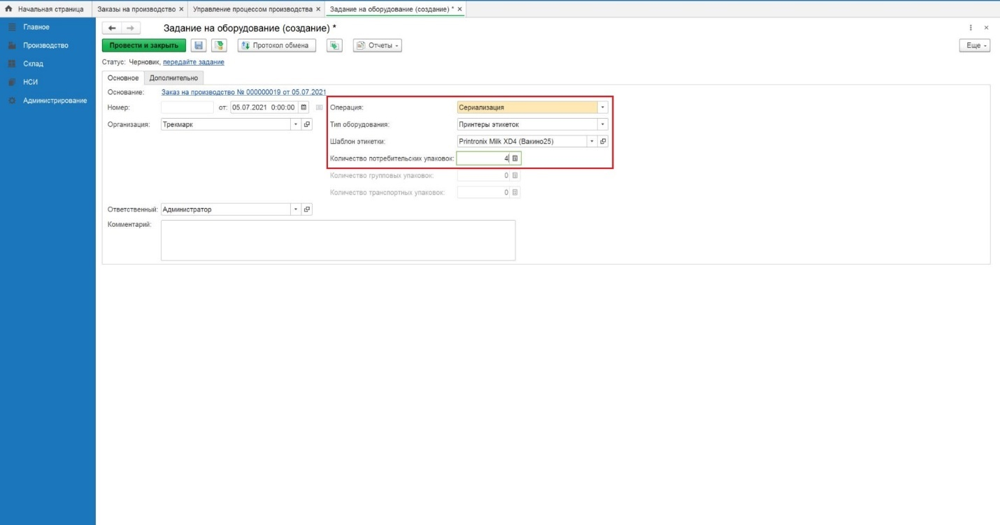 Начальная страница Заказы на производство × Управление процессом производства × Задание на оборудование (создание) * ×
Главное
Производство
Склад
НСИ
Администрирование
Задание на оборудование (создание) *
Провести и закрыть Протокол обмена Отчеты Еще
Статус: Черновик, передайте задание
Основное Дополнительно
Основание: Заказ на производство № 000000019 от 05.07.2021
Номер: от: 05.07.2021 0:00:00 Операция: Сериализация
Организация: Трекмарк Тип оборудования: Принтеры этикеток
Шаблон этикетки: Printronix Milk XD4 (Вакино25)
Количество потребительских упаковок: 4
Количество групповых упаковок: 0
Количество транспортных упаковок: 0
Ответственный: Администратор
Комментарий: